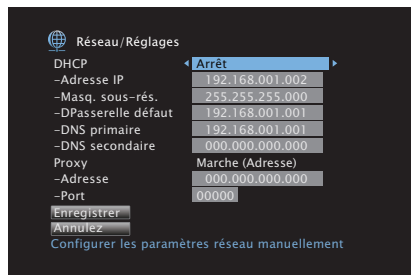 Réseau/Réglages
DHCP Arrêt
–Adresse IP 192.168.001.002
–Masq. sous–rés. 255.255.255.000
–DPasserelle défaut 192.168.001.001
–DNS primaire 192.168.001.001
–DNS secondaire 000.000.000.000
Proxy Marche (Adresse)
–Adresse 000.000.000.000
–Port 00000
Enregistrer
Annulez
Configurer les paramètres réseau manuellement